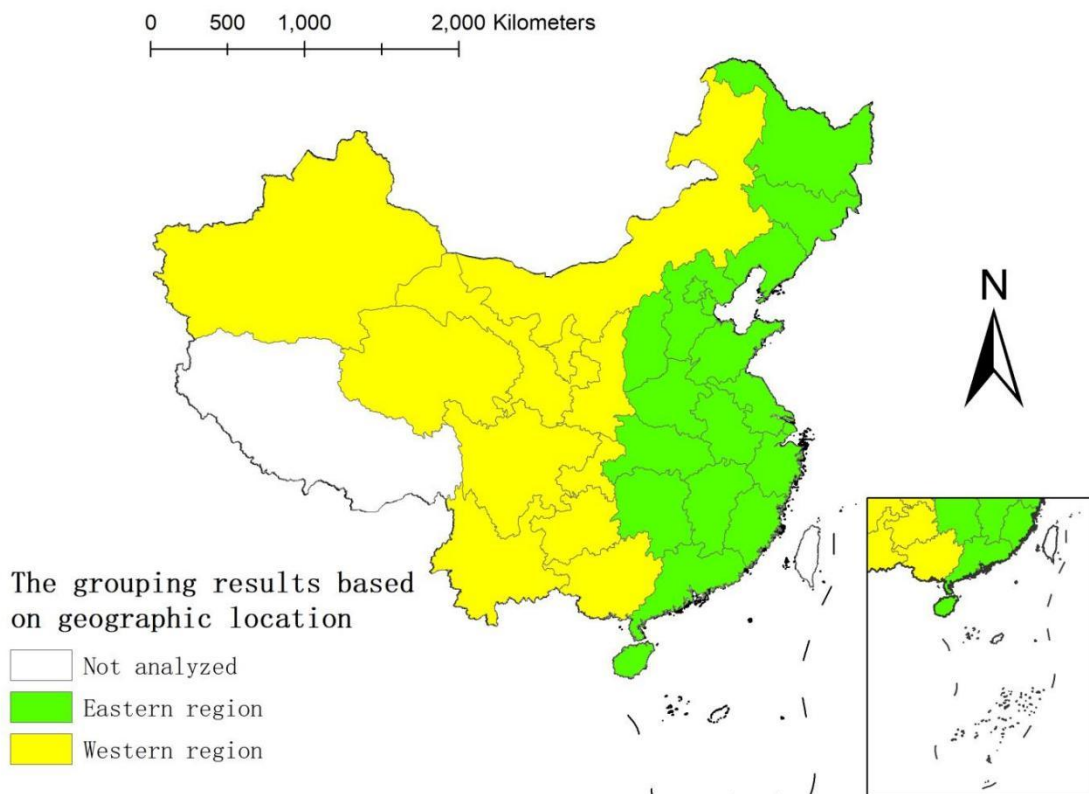 0 500 1,000 2,000 Kilometers
N
The grouping results based
on geographic location
Not analyzed
Eastern region
Western region